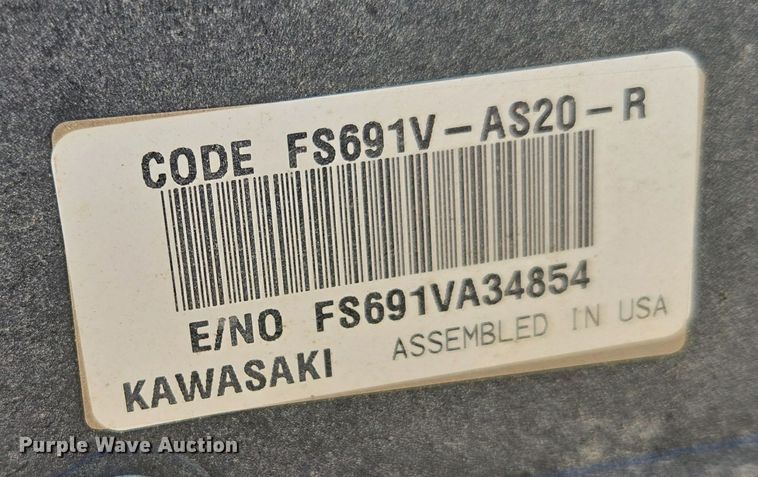 CODE FS691V-AS20-R
E/NO FS691VA34854
KAWASAKI ASSEMBLED IN USA
Purple Wave Auction